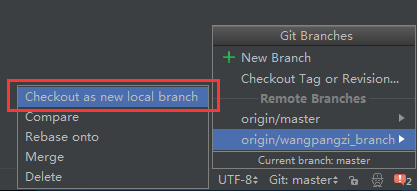 Git Branches
New Branch
Checkout Tag or Revision...
Remote Branches
origin/master
origin/wangpangzi_branch
Checkout as new local branch
Compare
Rebase onto
Merge
Delete
Current branch: master
UTF-8 Git: master 2